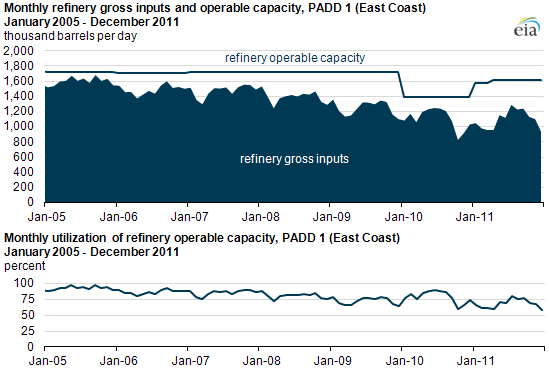 Monthly refinery gross inputs and operable capacity, PADD 1 (East Coast)
January 2005 - December 2011
thousand barrels per day
eia
2,000
1,800
1,600
1,400
1,200
1,000
800
600
400
200
0
refinery operable capacity
refinery gross inputs
Jan-05 Jan-06 Jan-07 Jan-08 Jan-09 Jan-10 Jan-11
Monthly utilization of refinery operable capacity, PADD 1 (East Coast)
January 2005 - December 2011
percent
100
75
50
25
0
Jan-05 Jan-06 Jan-07 Jan-08 Jan-09 Jan-10 Jan-11